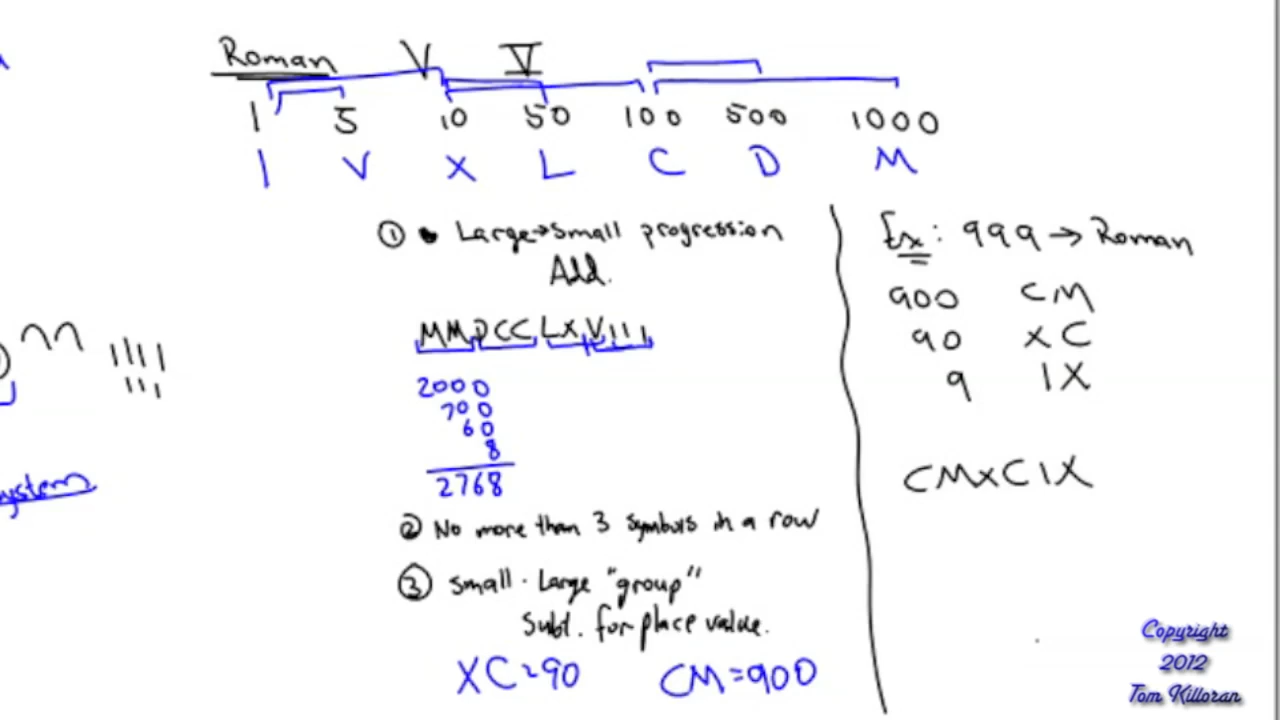 Roman V V
1 5 10 50 100 500 1000
I V X L C D M
① • Large→Small progression
Add.
MMDCCLXVIII
2000
700
60
8
2768
② No more than 3 symbols in a row
③ Small - Large "group"
Subt. for place value.
XC=90 CM=900
Ex: 999 → Roman
900 CM
90 XC
9 IX
CMXCIX
Copyright
2012
Tom Killoran